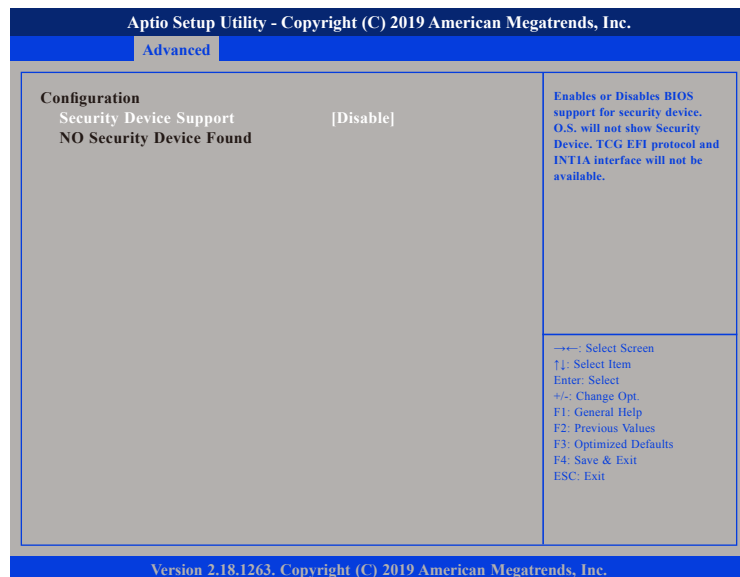 Aptio Setup Utility - Copyright (C) 2019 American Megatrends, Inc.
Advanced
Configuration
Security Device Support [Disable]
NO Security Device Found
Enables or Disables BIOS
support for security device.
O.S. will not show Security
Device. TCG EFI protocol and
INT1A interface will not be
available.
→←: Select Screen
↑↓: Select Item
Enter: Select
+/-: Change Opt.
F1: General Help
F2: Previous Values
F3: Optimized Defaults
F4: Save & Exit
ESC: Exit
Version 2.18.1263. Copyright (C) 2019 American Megatrends, Inc.